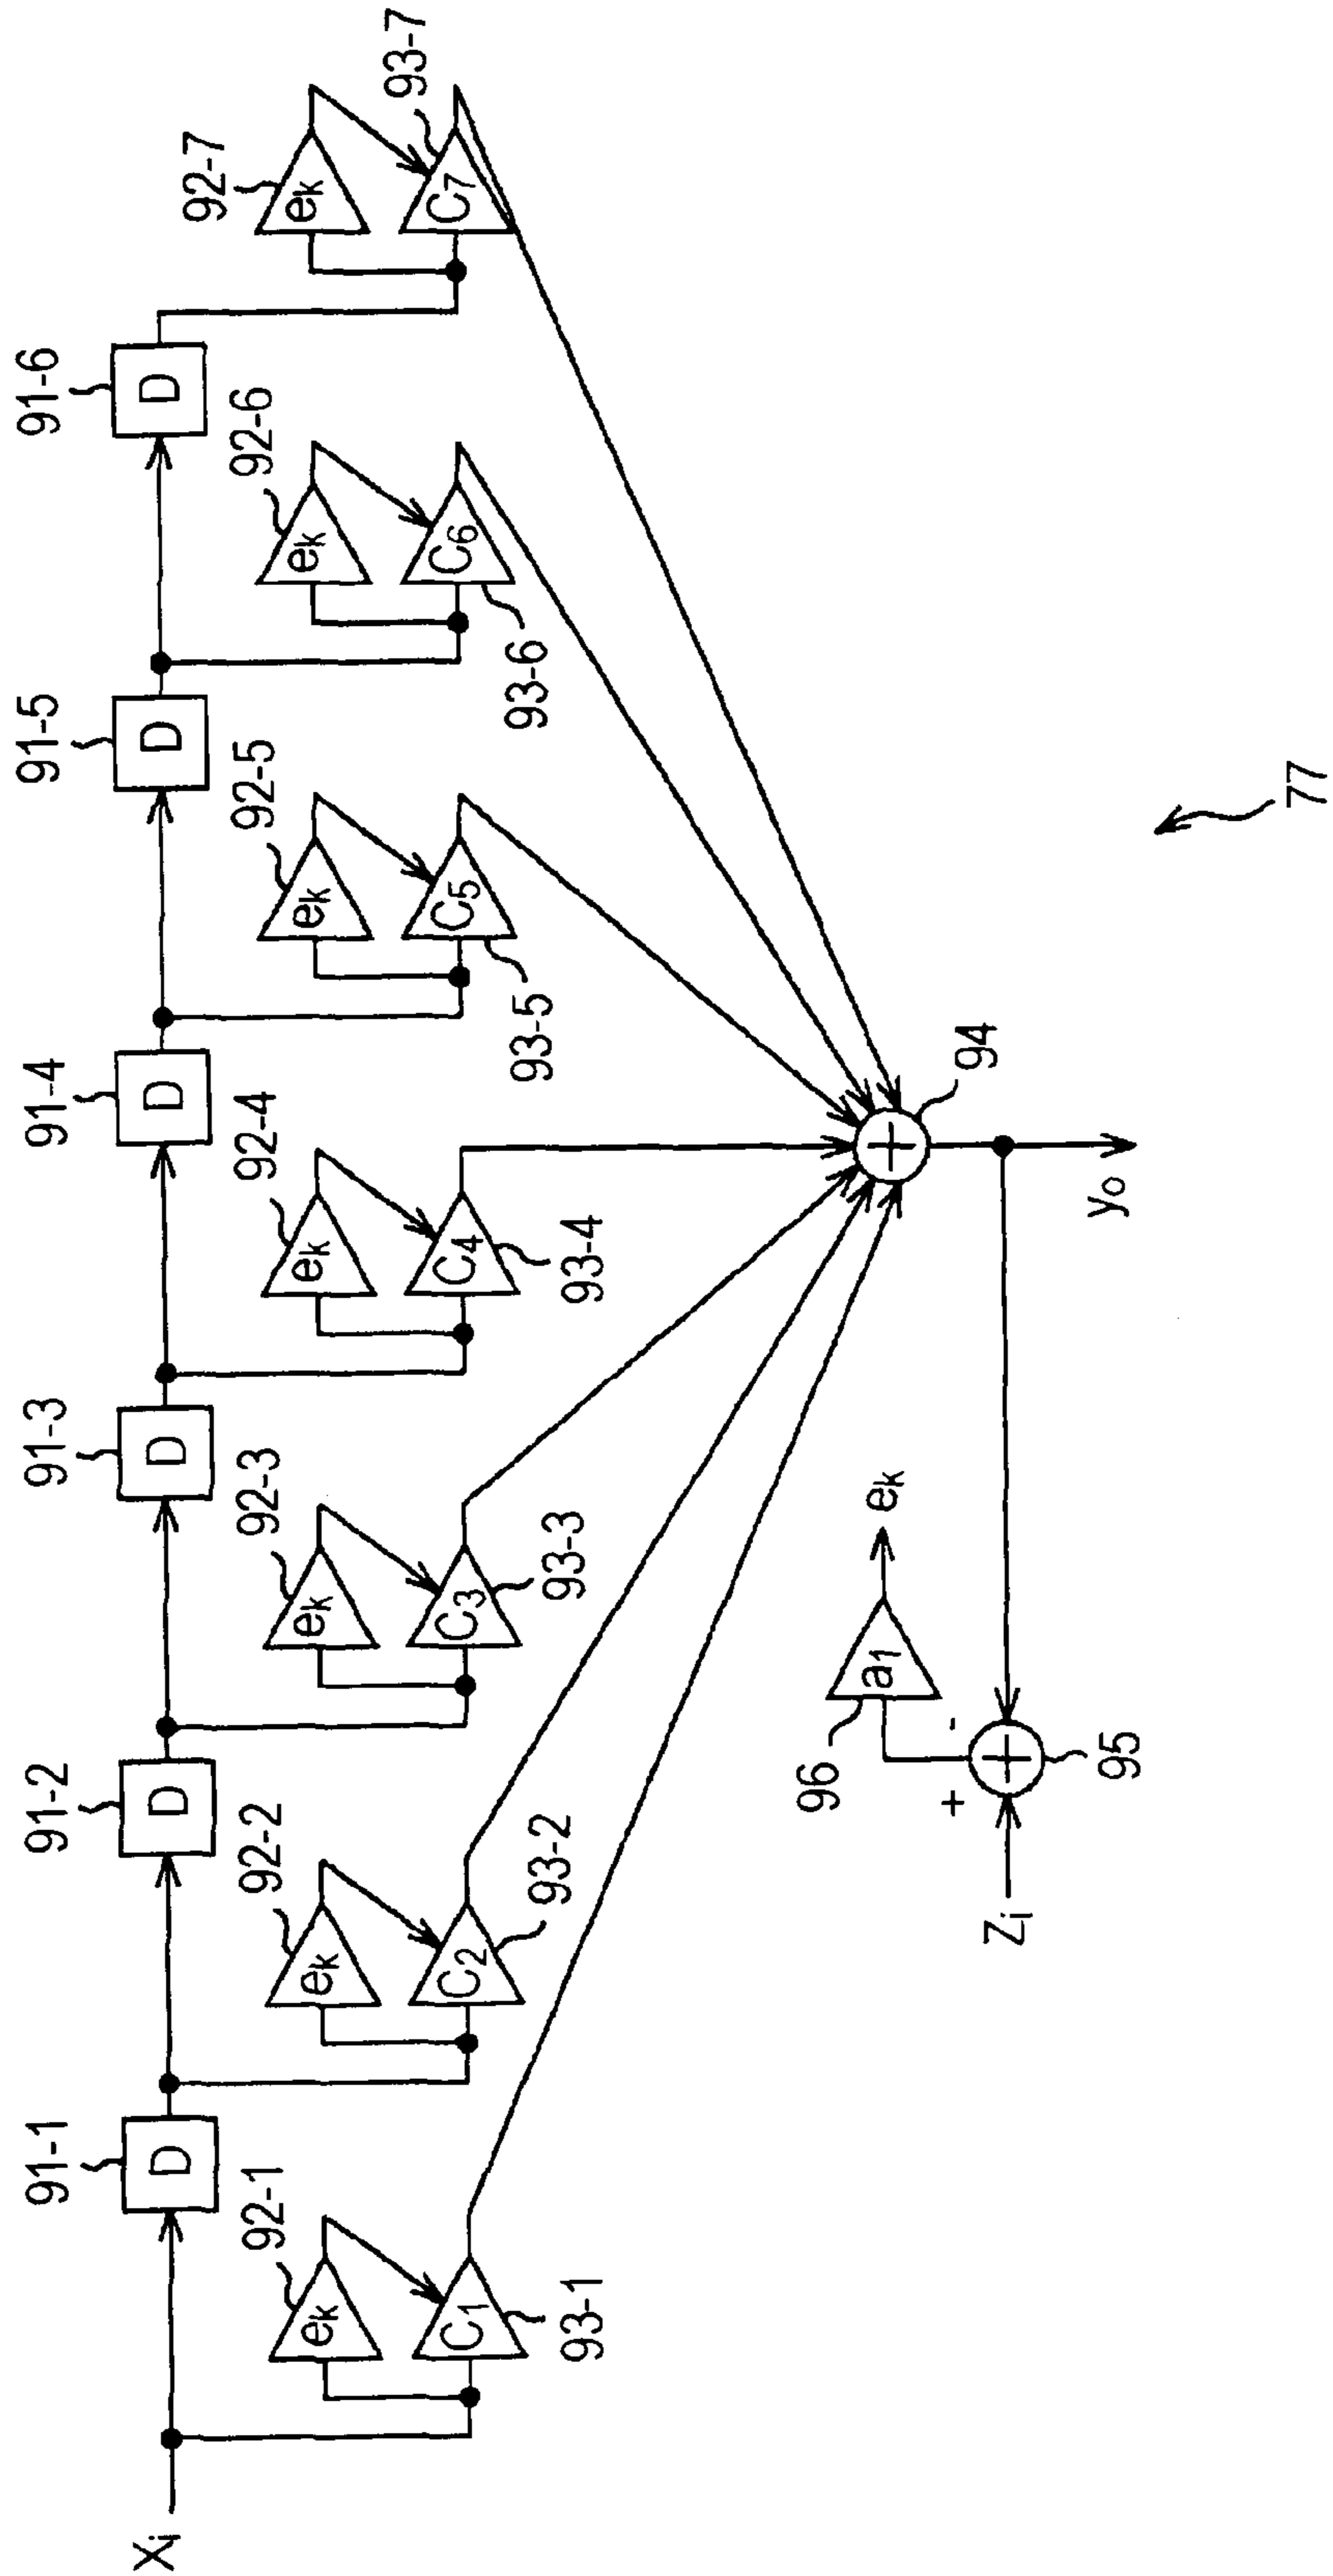 91-1 91-2 91-3 91-4 91-5 91-6
Xi D D D D D D
92-1 92-2 92-3 92-4 92-5 92-6 92-7
ek ek ek ek ek ek ek
C1 C2 C3 C4 C5 C6 C7
93-1 93-2 93-3 93-4 93-5 93-6 93-7
94
96 a1 ek
+ -
Zi 95
yo
77